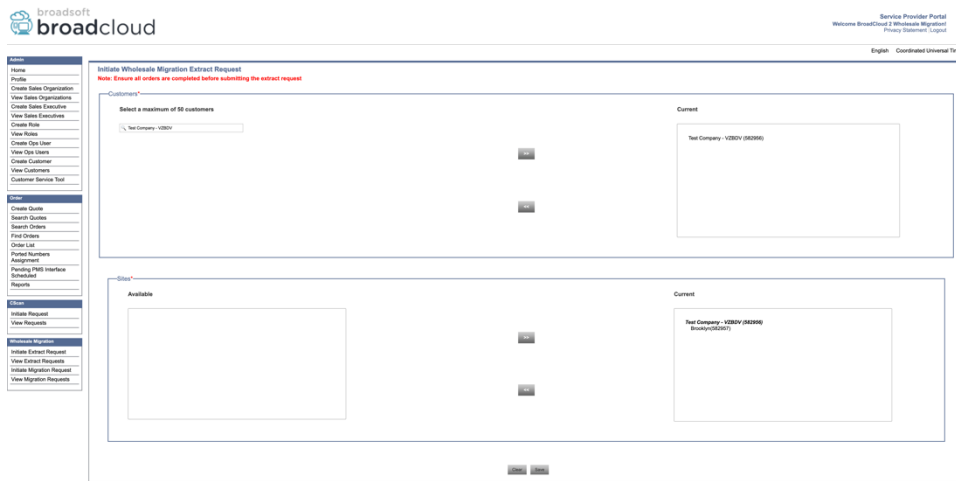 broadsoft
broadcloud
Service Provider Portal
Welcome BroadCloud 2 Wholesale Migration!
Privacy Statement Logout
English Coordinated Universal Tim
Admin
Home
Profile
Create Sales Organization
View Sales Organizations
Create Sales Executive
View Sales Executives
Create Role
View Roles
Create Ops User
View Ops Users
Create Customer
View Customers
Customer Service Tool
Order
Create Quote
Search Quotes
Search Orders
Find Orders
Order List
Ported Numbers
Assignment
Pending PMS Interface
Scheduled
Reports
CScan
Initiate Request
View Requests
Wholesale Migration
Initiate Extract Request
View Extract Requests
Initiate Migration Request
View Migration Requests
Initiate Wholesale Migration Extract Request
Note: Ensure all orders are completed before submitting the extract request.
Customers*
Select a maximum of 50 customers
Current
Test Company - VZBDV
Test Company - VZBDV (582956)
>>
<<
Sites*
Available
Current
Test Company - VZBDV (582956)
Brooklyn(582957)
>>
<<
Clear Save